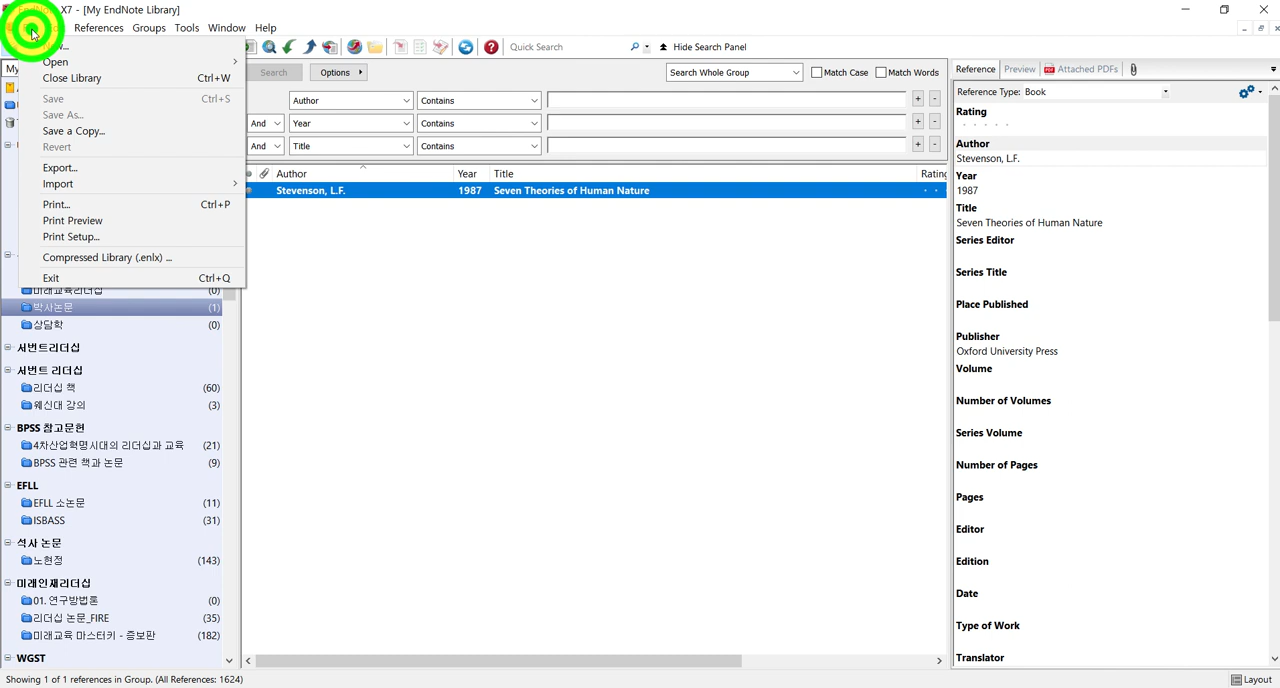 X7 - [My EndNote Library]
References Groups Tools Window Help
Open
Close Library Ctrl+W
Save Ctrl+S
Save As...
Save a Copy...
Revert
Export...
Import
Print... Ctrl+P
Print Preview
Print Setup...
Compressed Library (.enlx) ...
Exit Ctrl+Q
Quick Search
Hide Search Panel
Search
Options
Search Whole Group
Match Case
Match Words
Author Contains
And Year Contains
And Title Contains
Author Year Title Rating
Stevenson, L.F. 1987 Seven Theories of Human Nature
My
미래교육리더십 (0)
박사논문 (1)
상담학 (0)
서번트리더십
서번트 리더십
리더십 책 (60)
웨신대 강의 (3)
BPSS 참고문헌
4차산업혁명시대의 리더십과 교육 (21)
BPSS 관련 책과 논문 (9)
EFLL
EFLL 소논문 (11)
ISBASS (31)
석사 논문
노현정 (143)
미래인재리더십
01. 연구방법론 (0)
리더십 논문_FIRE (35)
미래교육 마스터키 - 증보판 (182)
WGST
Reference Preview Attached PDFs
Reference Type: Book
Rating
Author
Stevenson, L.F.
Year
1987
Title
Seven Theories of Human Nature
Series Editor
Series Title
Place Published
Publisher
Oxford University Press
Volume
Number of Volumes
Series Volume
Number of Pages
Pages
Editor
Edition
Date
Type of Work
Translator
Showing 1 of 1 references in Group. (All References: 1624)
Layout